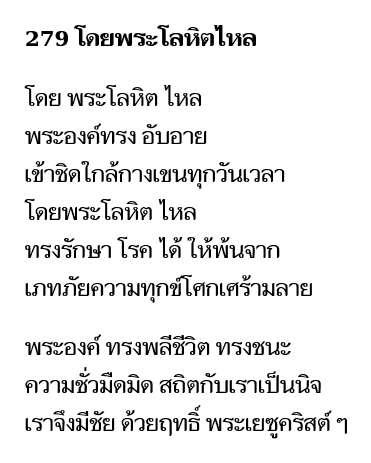 279 โดยพระโลหิตไหล
โดย พระโลหิต ไหล
พระองค์ทรง อับอาย
เข้าชิดใกล้กางเขนทุกวันเวลา
โดยพระโลหิต ไหล
ทรงรักษา โรค ได้ ให้พ้นจาก
เภทภัยความทุกข์โศกเศร้ามลาย
พระองค์ ทรงพลีชีวิต ทรงชนะ
ความชั่วมืดมิด สถิตกับเราเป็นนิจ
เราจึงมีชัย ด้วยฤทธิ์ พระเยซูคริสต์ ๆ